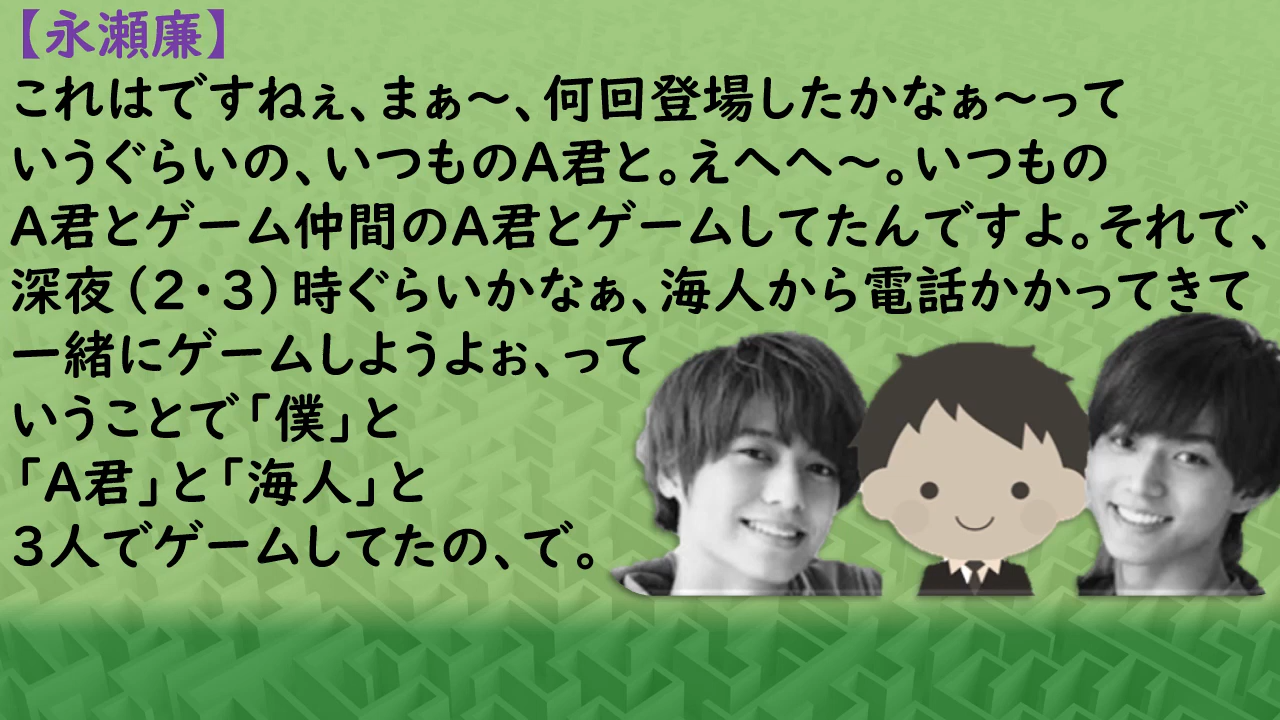 【永瀬廉】
これはですねぇ、まぁ～、何回登場したかなぁ～って
いうぐらいの、いつものA君と。えへへ～。いつもの
A君とゲーム仲間のA君とゲームしてたんですよ。それで、
深夜（2・3）時ぐらいかなぁ、海人から電話かかってきて
一緒にゲームしようよぉ、って
いうことで「僕」と
「A君」と「海人」と
3人でゲームしてたの、で。